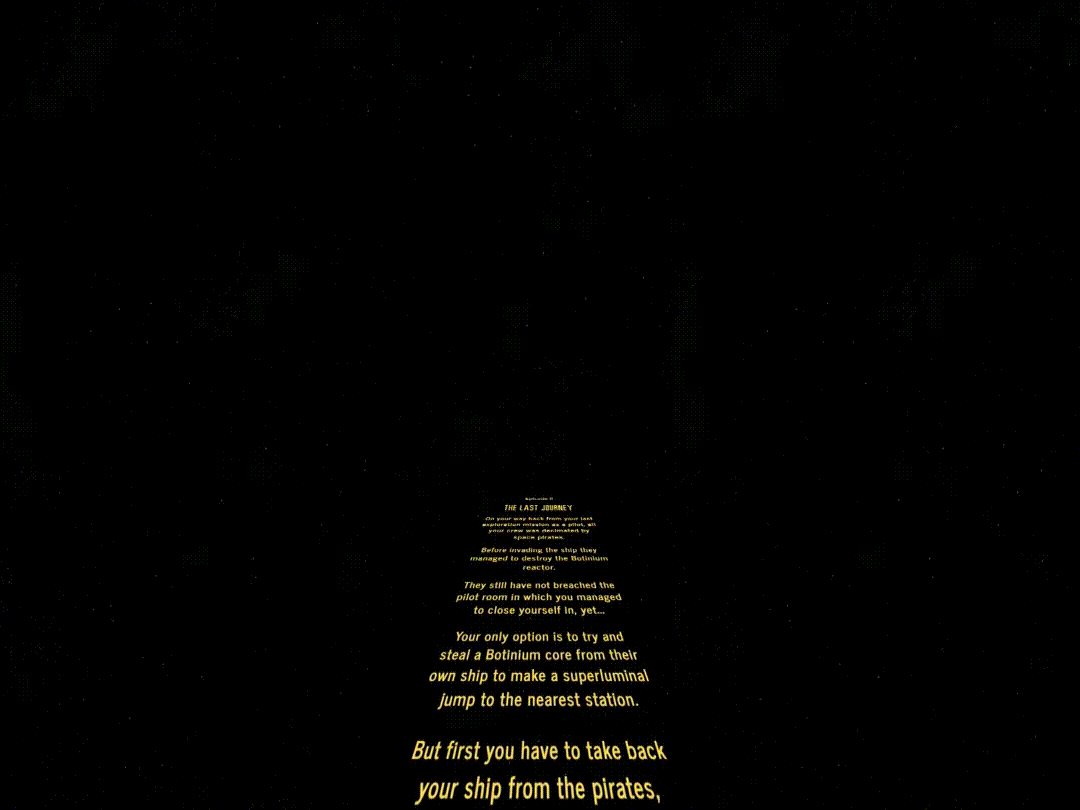 Episode II
THE LAST JOURNEY
On your way back from your last
exploration mission as a pilot, all
your crew was decimated by
space pirates.
Before invading the ship they
managed to destroy the Botinium
reactor.
They still have not breached the
pilot room in which you managed
to close yourself in, yet...
Your only option is to try and
steal a Botinium core from their
own ship to make a superluminal
jump to the nearest station.
But first you have to take back
your ship from the pirates,